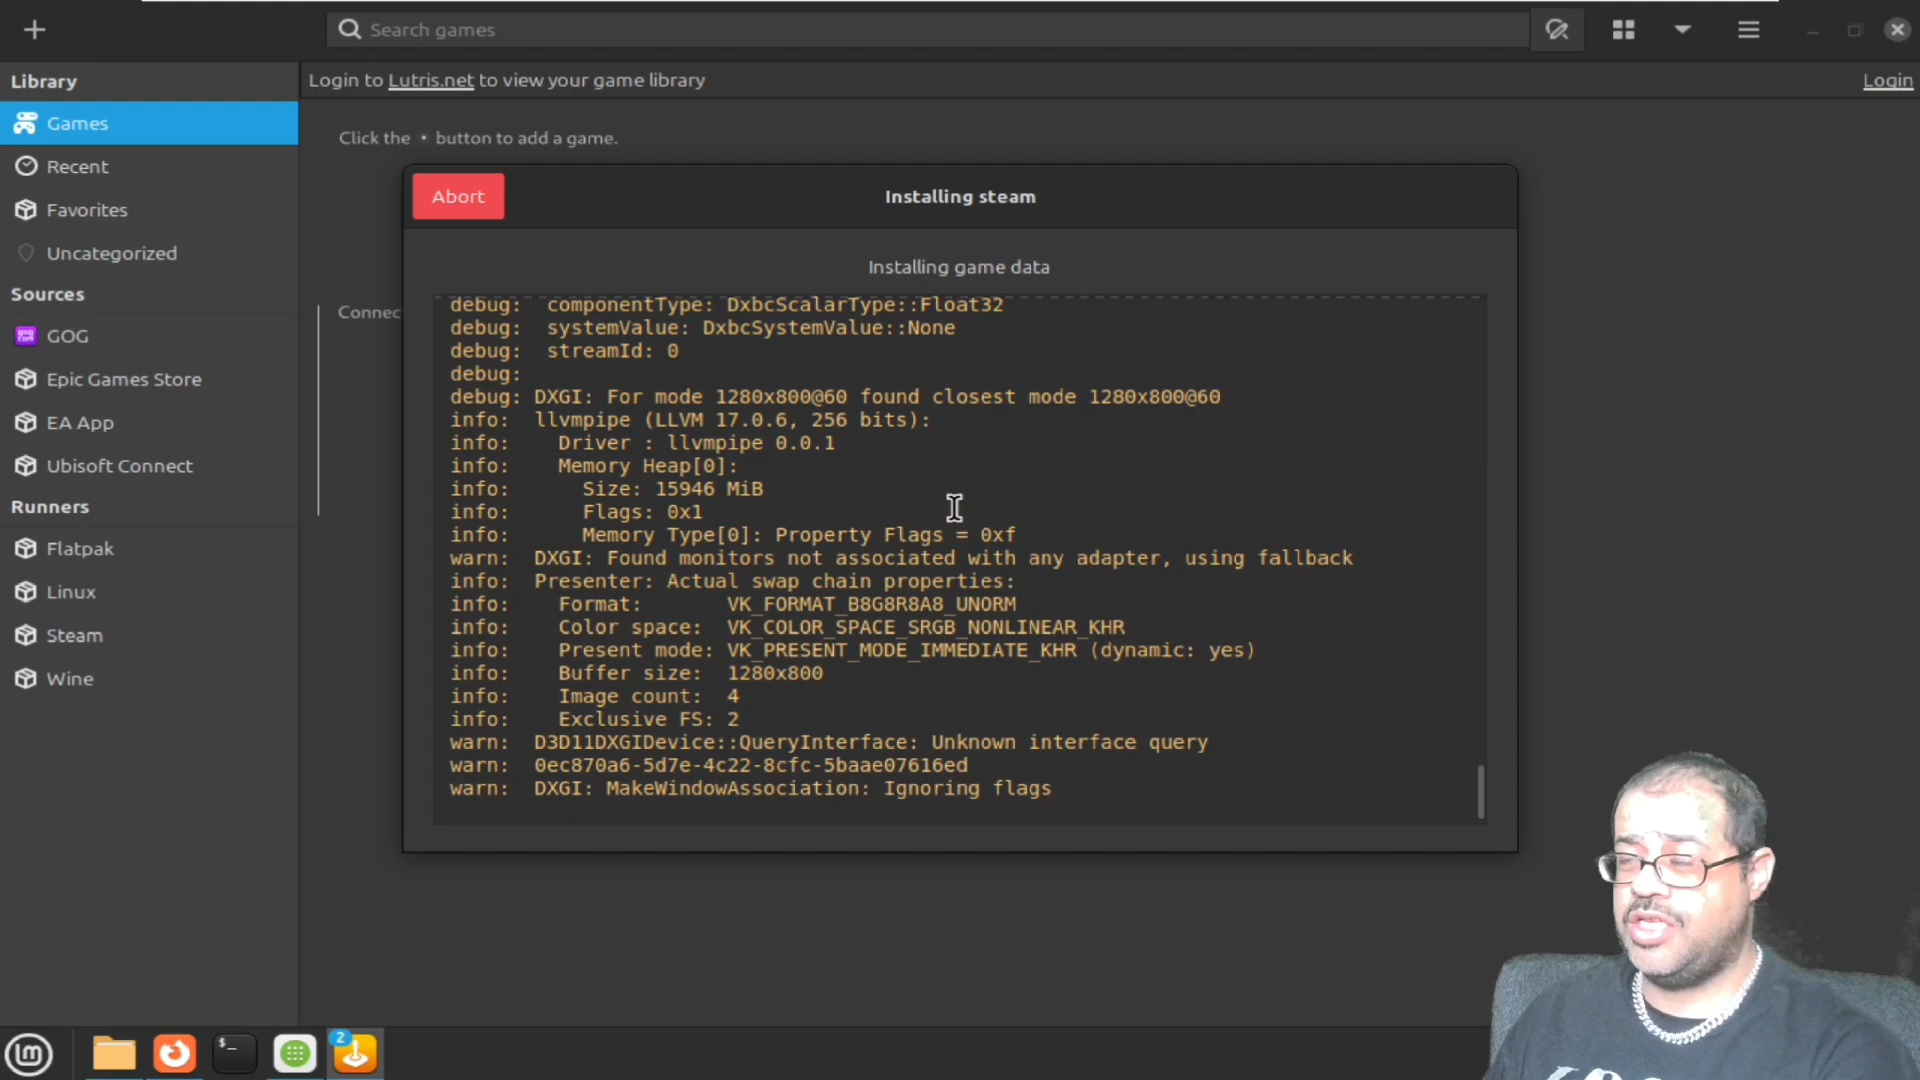 Search games
Library
Login to Lutris.net to view your game library
Login
Games
Click the • button to add a game.
Recent
Abort
Installing steam
Favorites
Uncategorized
Installing game data
Sources
Connec
GOG
Epic Games Store
EA App
Ubisoft Connect
Runners
Flatpak
Linux
Steam
Wine
debug:  componentType: DxbcScalarType::Float32
debug:  systemValue: DxbcSystemValue::None
debug:  streamId: 0
debug:
debug: DXGI: For mode 1280x800@60 found closest mode 1280x800@60
info:  llvmpipe (LLVM 17.0.6, 256 bits):
info:    Driver : llvmpipe 0.0.1
info:    Memory Heap[0]:
info:      Size: 15946 MiB
info:      Flags: 0x1
info:      Memory Type[0]: Property Flags = 0xf
warn:  DXGI: Found monitors not associated with any adapter, using fallback
info:  Presenter: Actual swap chain properties:
info:    Format:       VK_FORMAT_B8G8R8A8_UNORM
info:    Color space:  VK_COLOR_SPACE_SRGB_NONLINEAR_KHR
info:    Present mode: VK_PRESENT_MODE_IMMEDIATE_KHR (dynamic: yes)
info:    Buffer size:  1280x800
info:    Image count:  4
info:    Exclusive FS: 2
warn:  D3D11DXGIDevice::QueryInterface: Unknown interface query
warn:  0ec870a6-5d7e-4c22-8cfc-5baae07616ed
warn:  DXGI: MakeWindowAssociation: Ignoring flags
$_
2